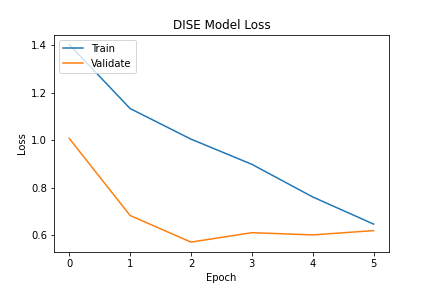 DISE Model Loss
Train
Validate
1.4
1.2
1.0
0.8
0.6
Loss
0 1 2 3 4 5
Epoch